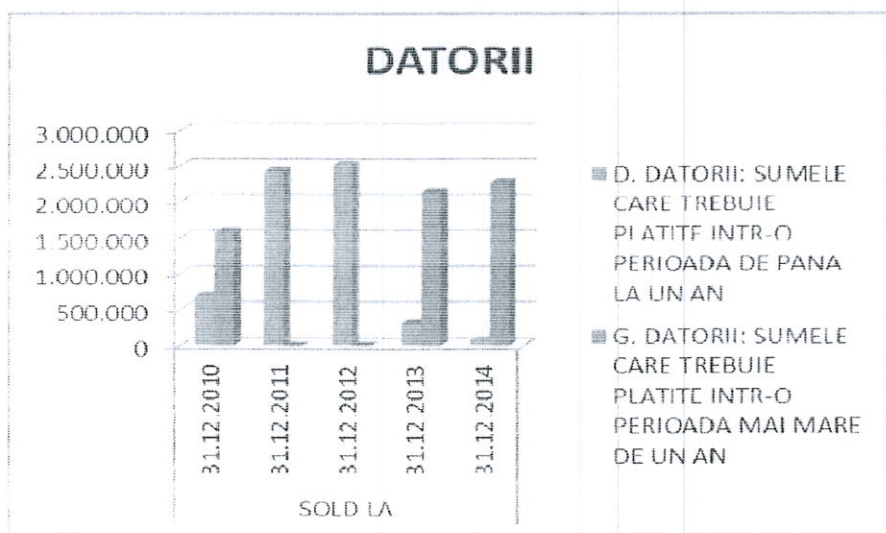 DATORII
3.000.000
2.500.000
2.000.000
1.500.000
1.000.000
500.000
0
31.12.2010
31.12.2011
31.12.2012
31.12.2013
31.12.2014
SOLD LA
D. DATORII: SUMELE
CARE TREBUIE
PLATITE INTR-O
PERIOADA DE PANA
LA UN AN
G. DATORII: SUMELE
CARE TREBUIE
PLATITE INTR-O
PERIOADA MAI MARE
DE UN AN